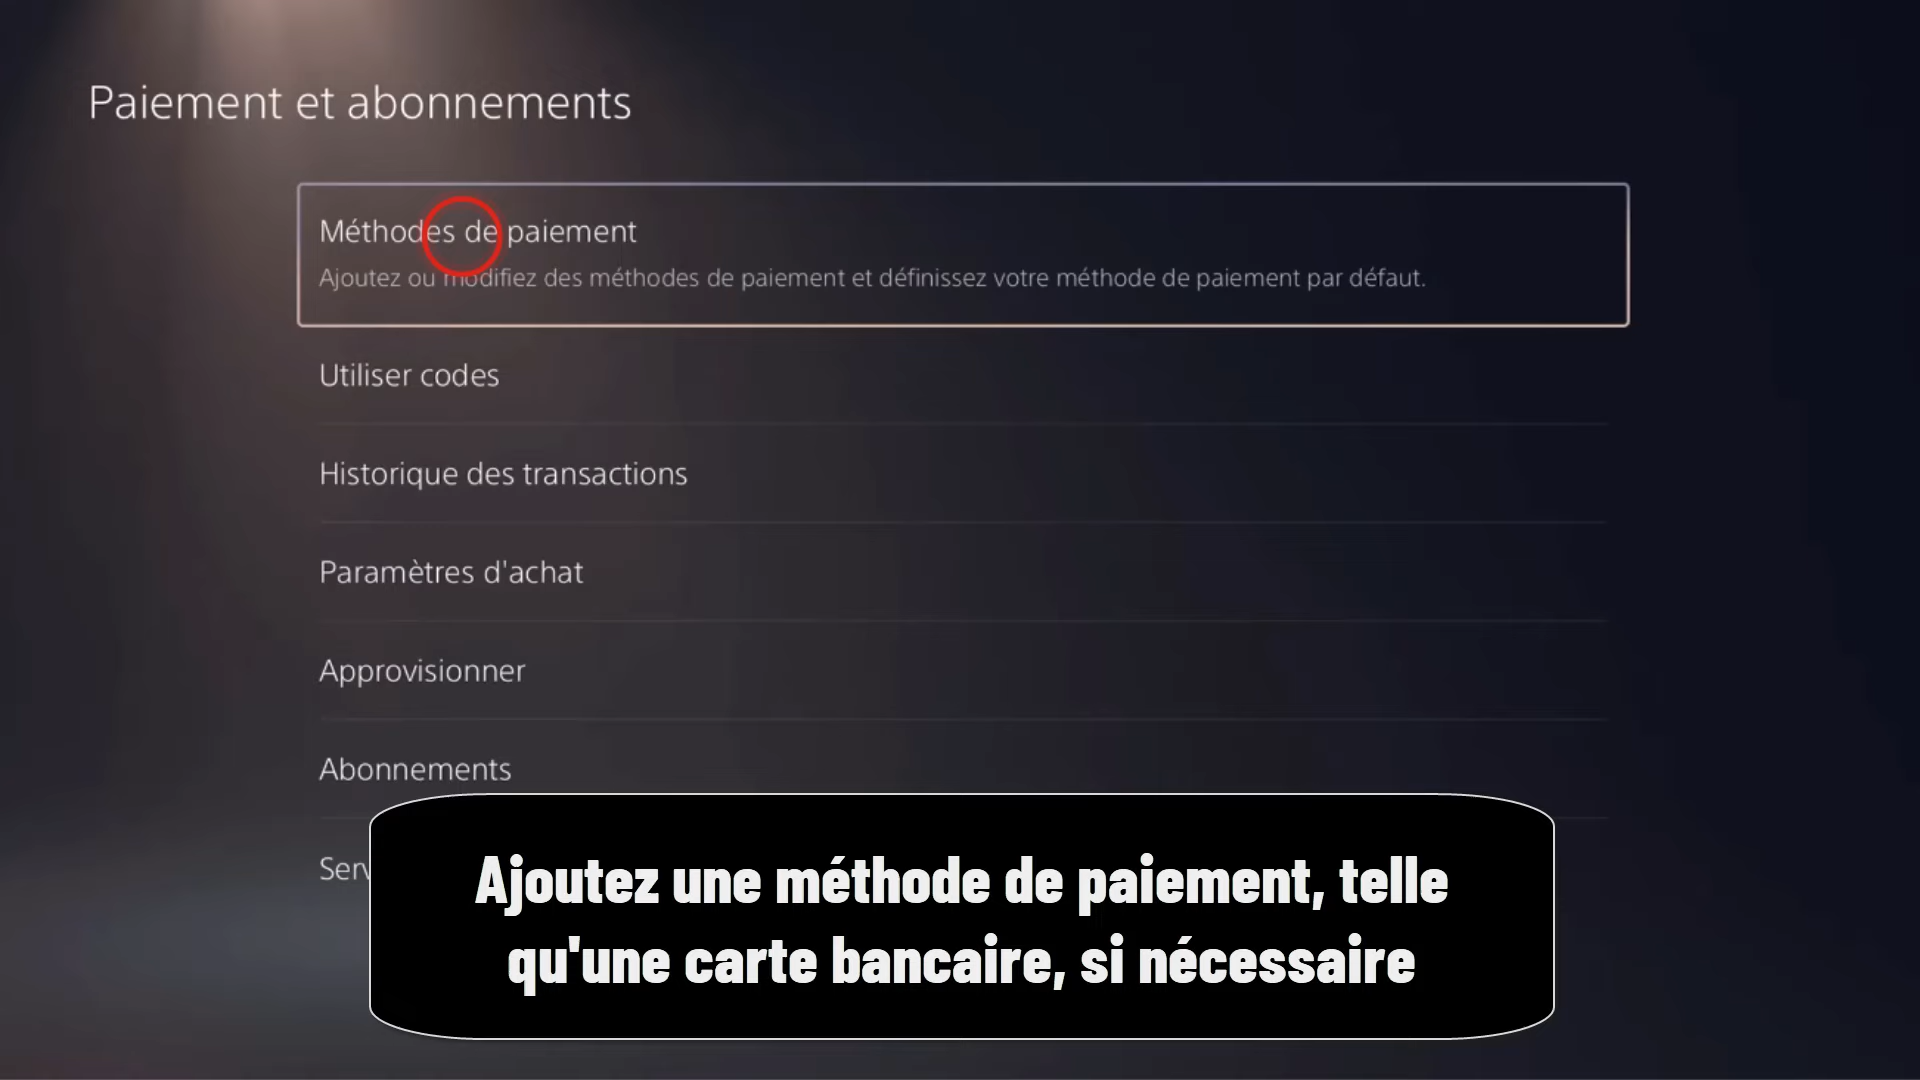 Paiement et abonnements
Méthodes de paiement
Ajoutez ou modifiez des méthodes de paiement et définissez votre méthode de paiement par défaut.
Utiliser codes
Historique des transactions
Paramètres d'achat
Approvisionner
Abonnements
Ajoutez une méthode de paiement, telle
qu'une carte bancaire, si nécessaire